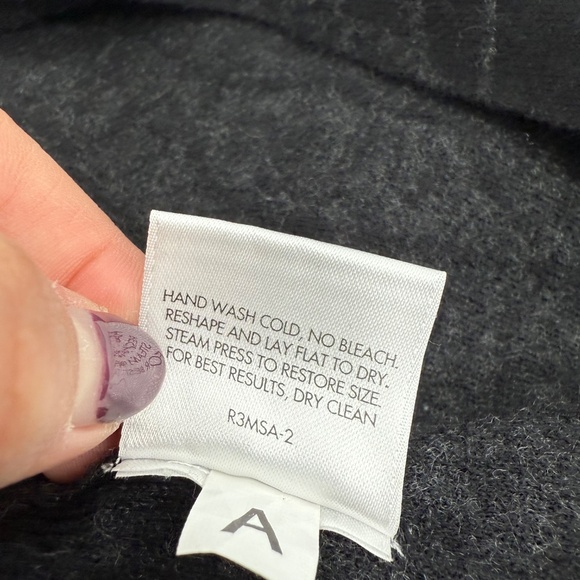 HAND WASH COLD, NO BLEACH.
RESHAPE AND LAY FLAT TO DRY.
STEAM PRESS TO RESTORE SIZE
FOR BEST RESULTS, DRY CLEAN
R3MSA-2
A